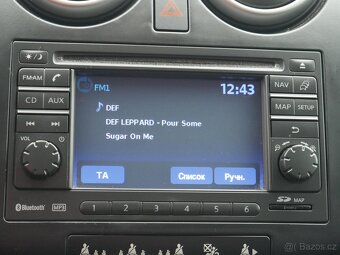 FM1 12:43
FM·AM
NAV
DEF
CD AUX
DEF LEPPARD - Pour Some
MAP SETUP
Sugar On Me
VOL
TA Список Ручн.
Bluetooth MP3 1 2 3 4 5 6 SD MAP
Bazoš.cz